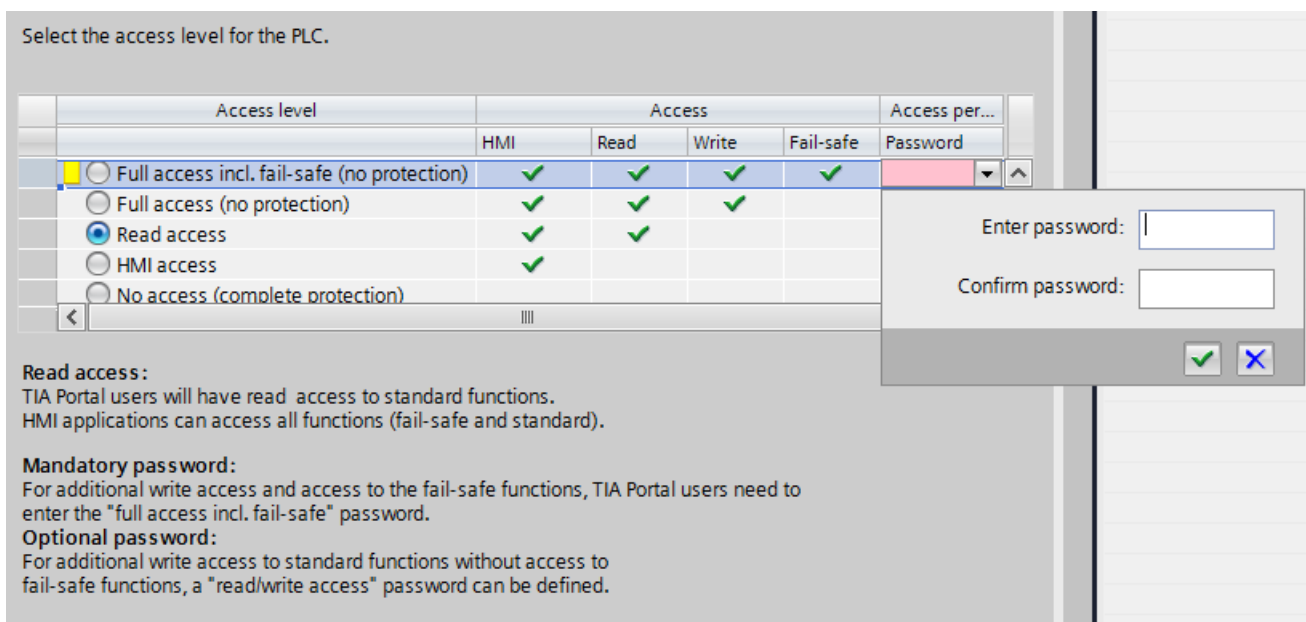 Select the access level for the PLC.
Access level Access Access per...
HMI Read Write Fail-safe Password
Full access incl. fail-safe (no protection)
Full access (no protection)
Read access
HMI access
No access (complete protection)
Enter password:
Confirm password:
Read access:
TIA Portal users will have read access to standard functions.
HMI applications can access all functions (fail-safe and standard).
Mandatory password:
For additional write access and access to the fail-safe functions, TIA Portal users need to
enter the "full access incl. fail-safe" password.
Optional password:
For additional write access to standard functions without access to
fail-safe functions, a "read/write access" password can be defined.